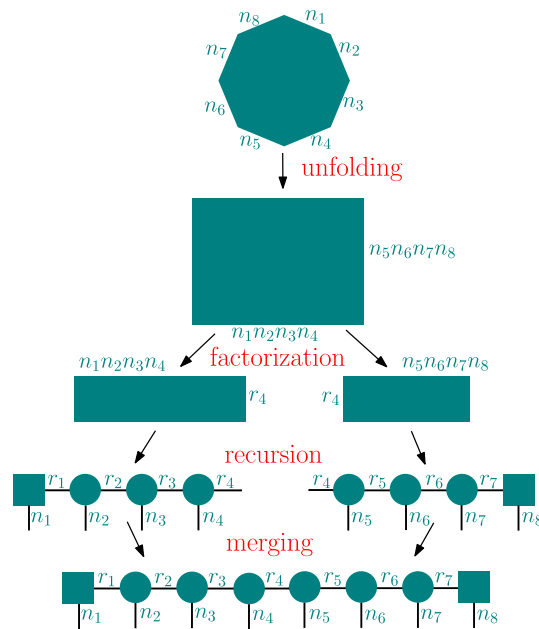 n₈ n₁
n₇ n₂
n₆ n₃
n₅ n₄
unfolding
n₅n₆n₇n₈
n₁n₂n₃n₄
factorization
n₁n₂n₃n₄ n₅n₆n₇n₈
r₄ r₄
recursion
r₁ r₂ r₃ r₄ r₄ r₅ r₆ r₇
n₁ n₂ n₃ n₄ n₅ n₆ n₇ n₈
merging
r₁ r₂ r₃ r₄ r₅ r₆ r₇
n₁ n₂ n₃ n₄ n₅ n₆ n₇ n₈